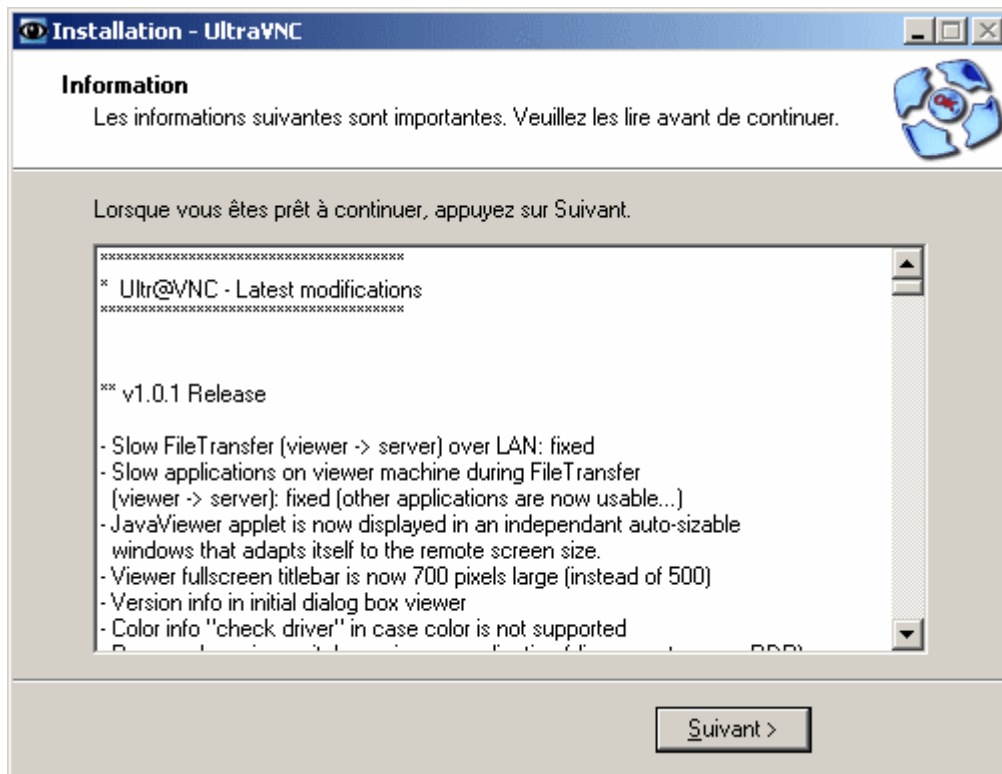 Installation - UltraVNC
Information
Les informations suivantes sont importantes. Veuillez les lire avant de continuer.
OK
Lorsque vous êtes prêt à continuer, appuyez sur Suivant.
**************************************
* Ultr@VNC - Latest modifications
**************************************
** v1.0.1 Release
- Slow FileTransfer (viewer -> server) over LAN: fixed
- Slow applications on viewer machine during FileTransfer
(viewer -> server): fixed (other applications are now usable...)
- JavaViewer applet is now displayed in an independant auto-sizable
windows that adapts itself to the remote screen size.
- Viewer fullscreen titlebar is now 700 pixels large (instead of 500)
- Version info in initial dialog box viewer
- Color info "check driver" in case color is not supported
Suivant >